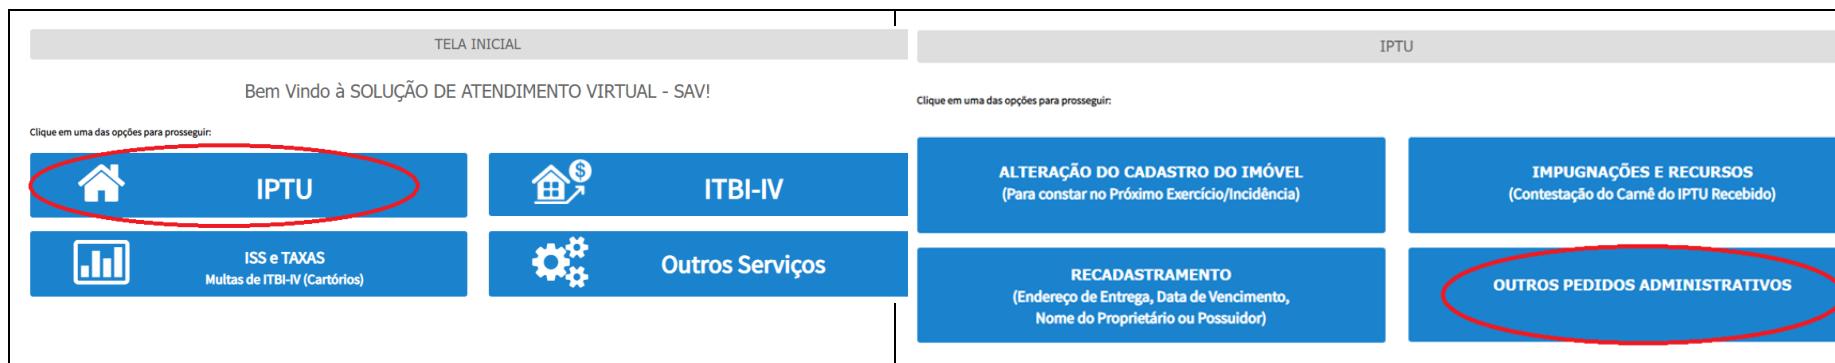 TELA INICIAL
Bem Vindo à SOLUÇÃO DE ATENDIMENTO VIRTUAL - SAV!
Clique em uma das opções para prosseguir:
IPTU
ITBI-IV
ISS e TAXAS
Multas de ITBI-IV (Cartórios)
Outros Serviços
IPTU
Clique em uma das opções para prosseguir:
ALTERAÇÃO DO CADASTRO DO IMÓVEL
(Para constar no Próximo Exercício/Incidência)
IMPUGNAÇÕES E RECURSOS
(Contestação do Carnê do IPTU Recebido)
RECADASTRAMENTO
(Endereço de Entrega, Data de Vencimento,
Nome do Proprietário ou Possuidor)
OUTROS PEDIDOS ADMINISTRATIVOS